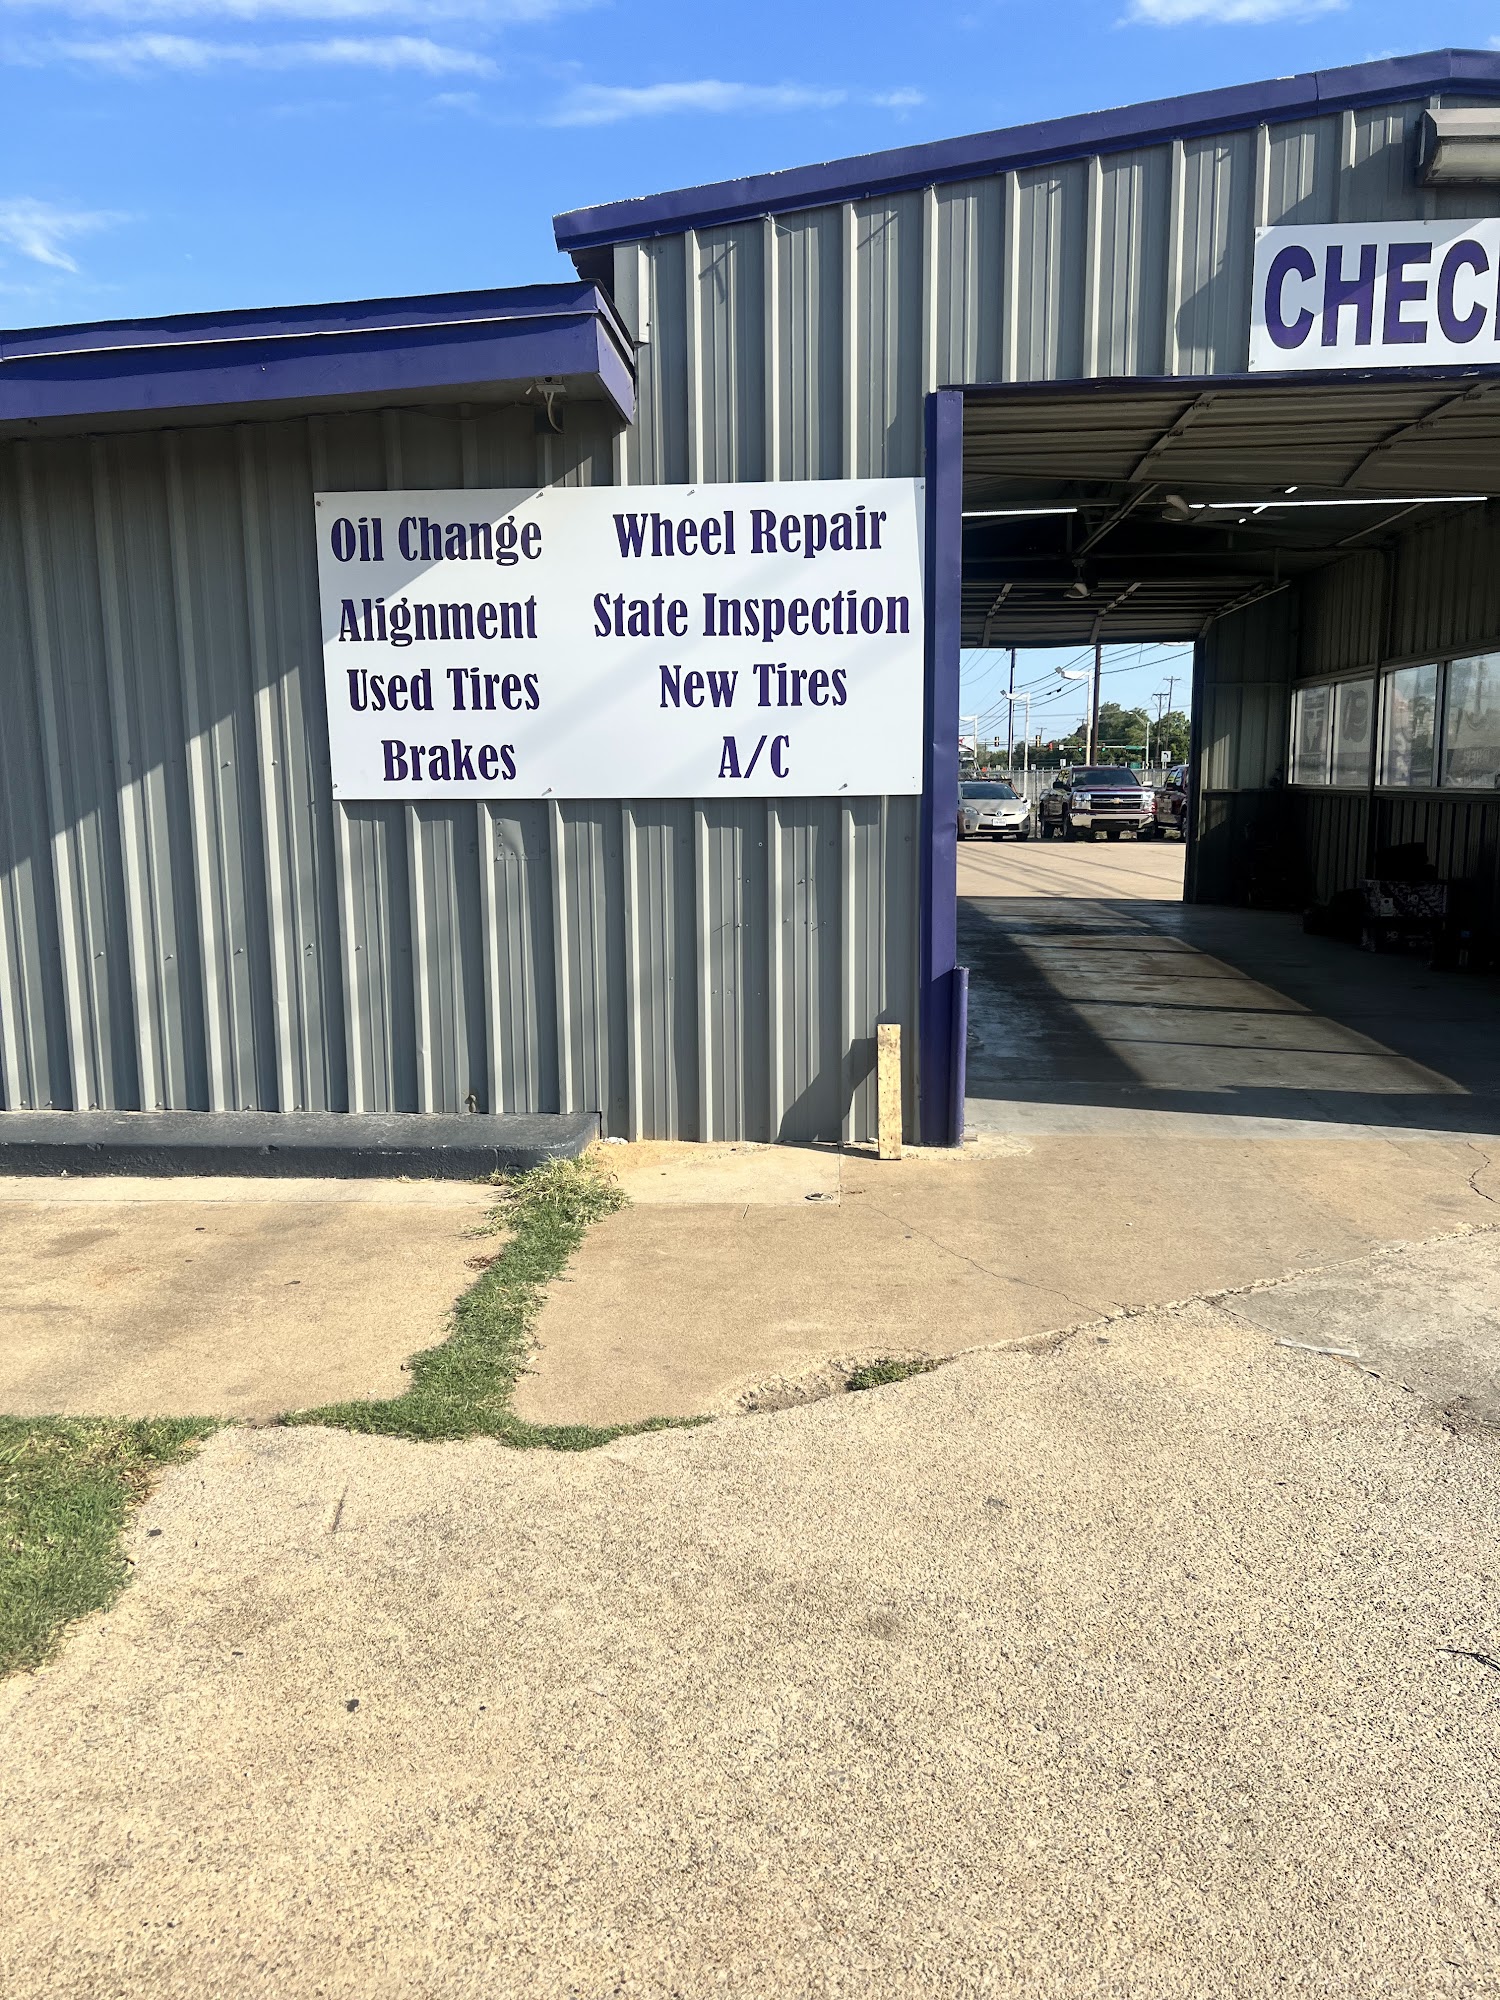 CHEC
Oil Change Wheel Repair
Alignment State Inspection
Used Tires New Tires
Brakes A/C